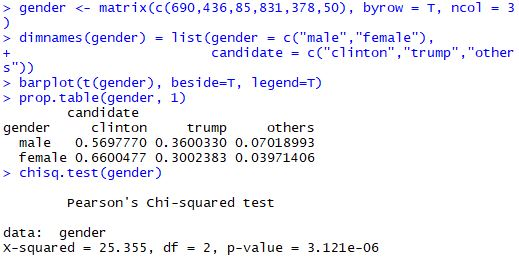 > gender <- matrix(c(690,436,85,831,378,50), byrow = T, ncol = 3
)
> dimnames(gender) = list(gender = c("male","female"),
+                         candidate = c("clinton","trump","other
s"))
> barplot(t(gender), beside=T, legend=T)
> prop.table(gender, 1)
        candidate
gender     clinton     trump     others
  male   0.5697770 0.3600330 0.07018993
  female 0.6600477 0.3002383 0.03971406
> chisq.test(gender)
        Pearson's Chi-squared test
data:  gender
X-squared = 25.355, df = 2, p-value = 3.121e-06